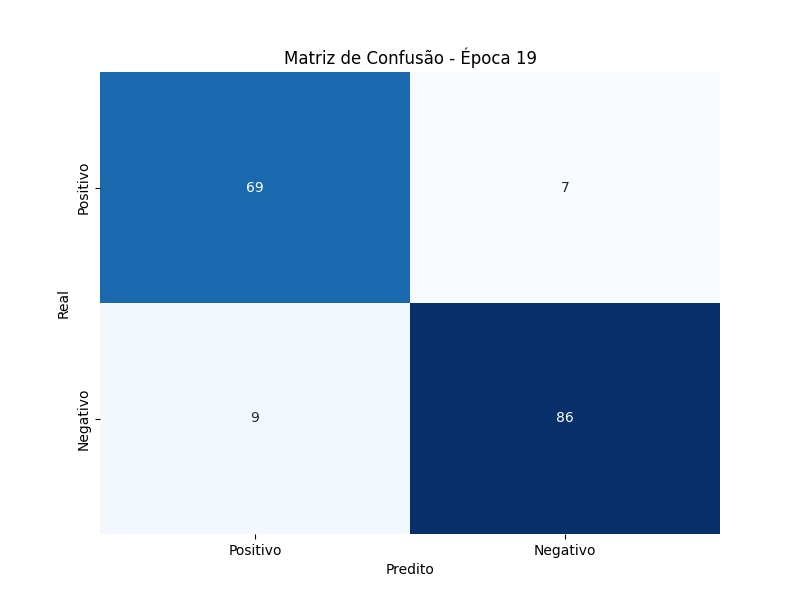 Matriz de Confusão - Época 19
Real
Positivo
69
7
Negativo
9
86
Positivo
Negativo
Predito